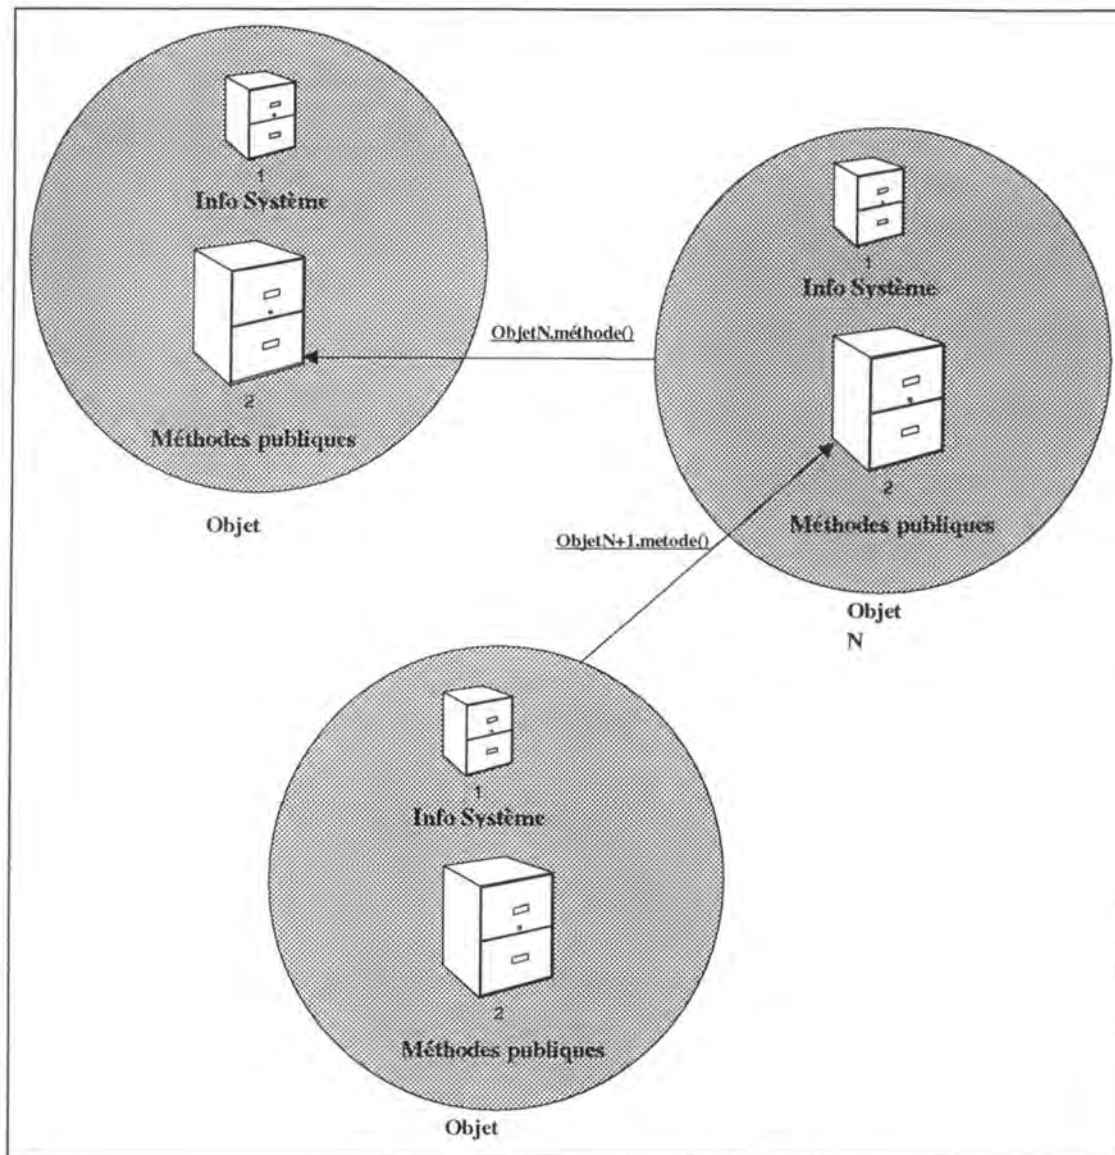 1
Info Système
2
Méthodes publiques
Objet
1
Info Système
2
Méthodes publiques
Objet
N
ObjetN.méthode()
ObjetN+1.metode()
1
Info Système
2
Méthodes publiques
Objet